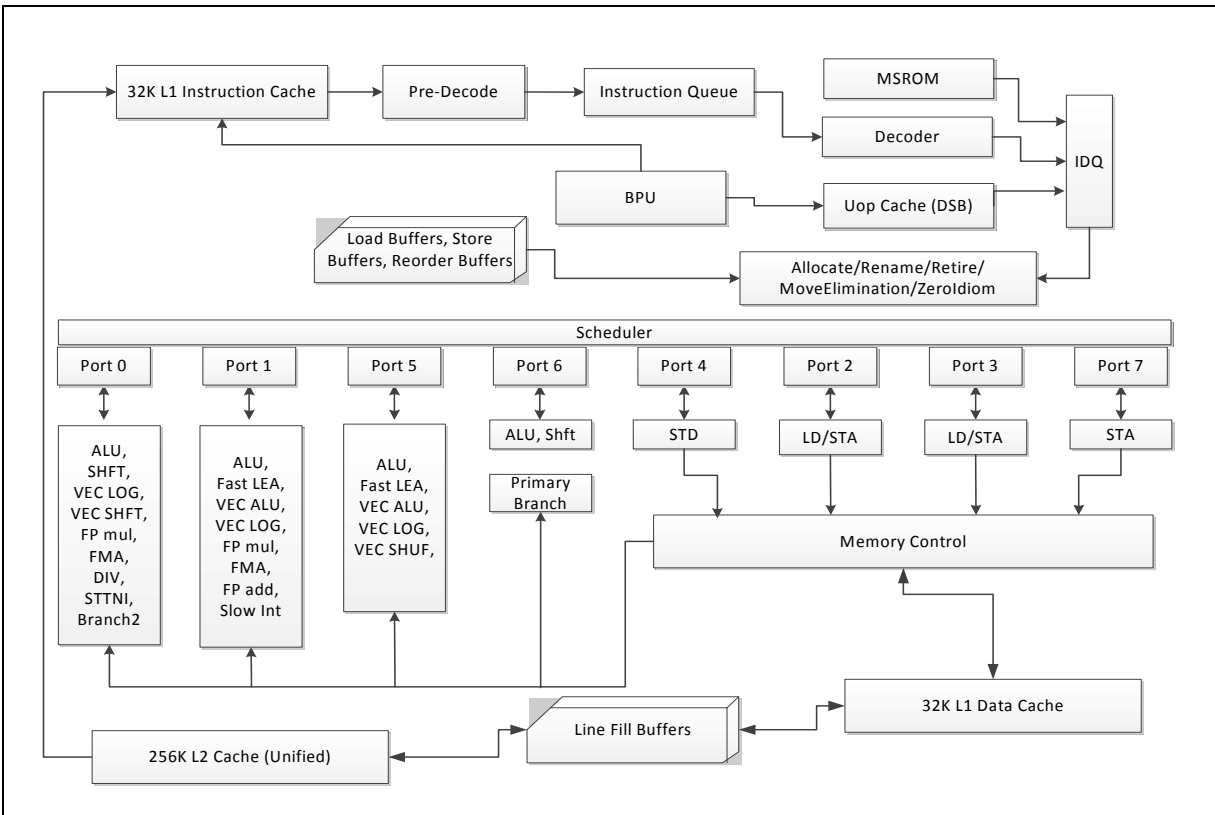 32K L1 Instruction Cache
Pre-Decode
Instruction Queue
MSROM
Decoder
IDQ
BPU
Uop Cache (DSB)
Load Buffers, Store
Buffers, Reorder Buffers
Allocate/Rename/Retire/
MoveElimination/ZeroIdiom
Scheduler
Port 0
Port 1
Port 5
Port 6
Port 4
Port 2
Port 3
Port 7
ALU,
SHFT,
VEC LOG,
VEC SHFT,
FP mul,
FMA,
DIV,
STTNI,
Branch2
ALU,
Fast LEA,
VEC ALU,
VEC LOG,
FP mul,
FMA,
FP add,
Slow Int
ALU,
Fast LEA,
VEC ALU,
VEC LOG,
VEC SHUF,
ALU, Shft
Primary
Branch
STD
LD/STA
LD/STA
STA
Memory Control
32K L1 Data Cache
Line Fill Buffers
256K L2 Cache (Unified)